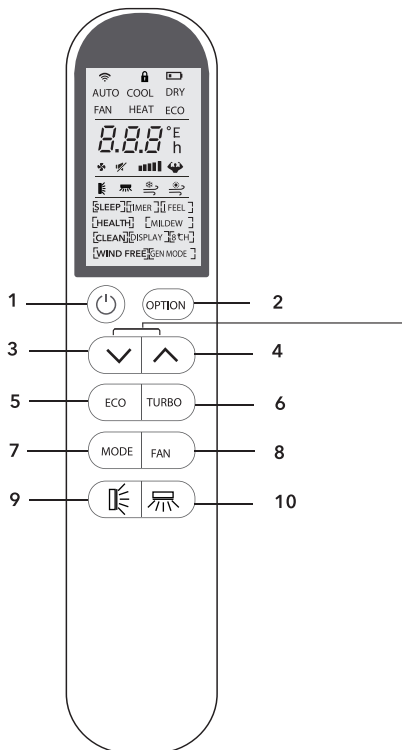 AUTO COOL DRY
FAN HEAT ECO
8.8.8 °E h
[SLEEP] [TIMER] [I FEEL]
[HEALTH] [MILDEW]
[CLEAN] [DISPLAY] [8°CH]
[WIND FREE] [GEN MODE]
1 OPTION 2
3 4
5 ECO TURBO 6
7 MODE FAN 8
9 10